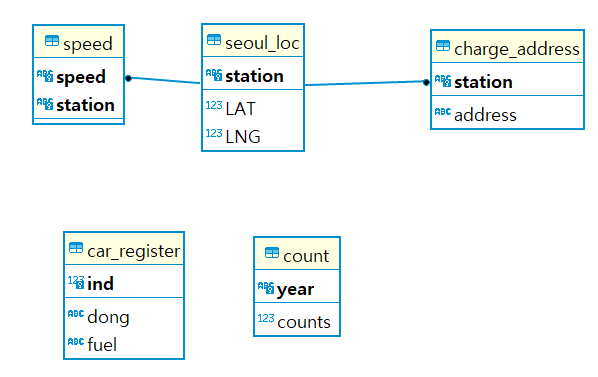 speed
speed
station
seoul_loc
station
LAT
LNG
charge_address
station
address
car_register
ind
dong
fuel
count
year
counts